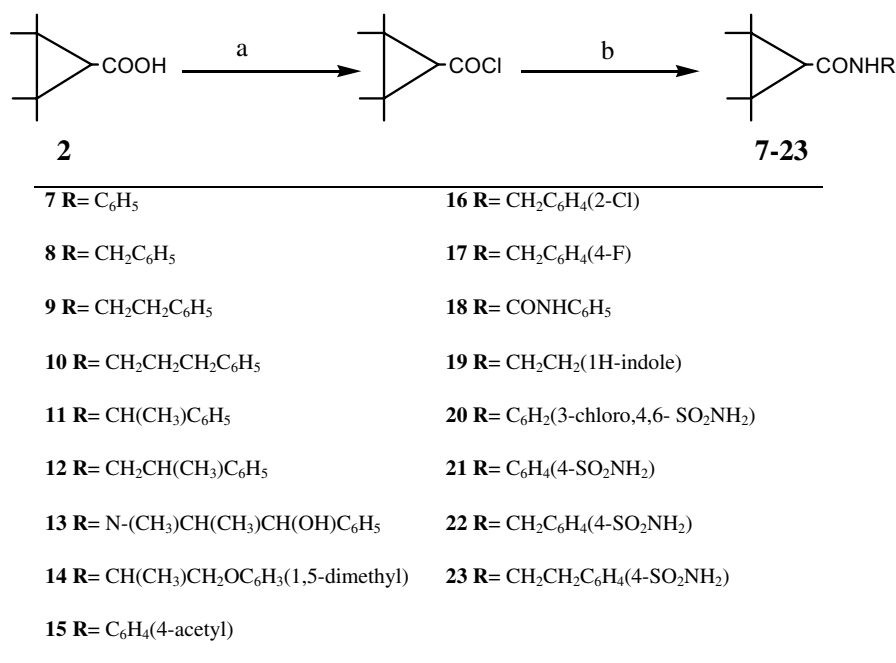 COOH a COCl b CONHR
2 7-23
7 R= C₆H₅
8 R= CH₂C₆H₅
9 R= CH₂CH₂C₆H₅
10 R= CH₂CH₂CH₂C₆H₅
11 R= CH(CH₃)C₆H₅
12 R= CH₂CH(CH₃)C₆H₅
13 R= N-(CH₃)CH(CH₃)CH(OH)C₆H₅
14 R= CH(CH₃)CH₂OC₆H₃(1,5-dimethyl)
15 R= C₆H₄(4-acetyl)
16 R= CH₂C₆H₄(2-Cl)
17 R= CH₂C₆H₄(4-F)
18 R= CONHC₆H₅
19 R= CH₂CH₂(1H-indole)
20 R= C₆H₂(3-chloro,4,6- SO₂NH₂)
21 R= C₆H₄(4-SO₂NH₂)
22 R= CH₂C₆H₄(4-SO₂NH₂)
23 R= CH₂CH₂C₆H₄(4-SO₂NH₂)